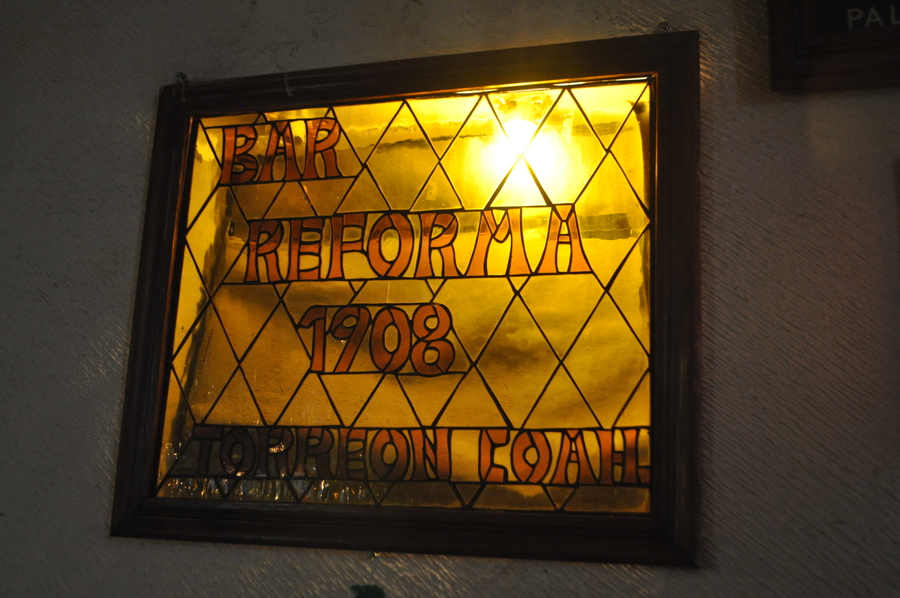 BAR
REFORMA
1908
TORREON COAH.